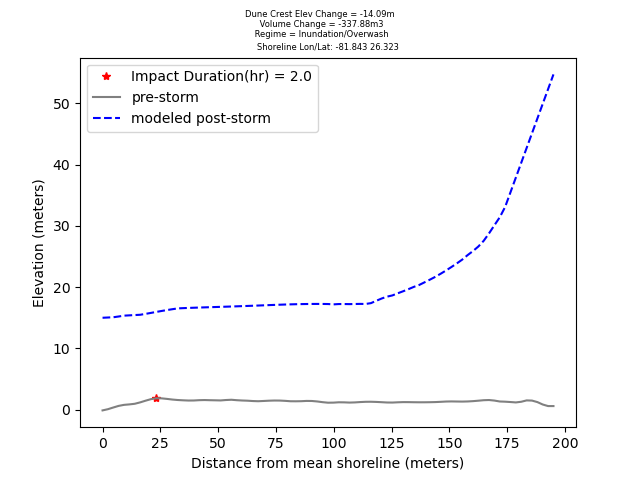 Dune Crest Elev Change = -14.09m
Volume Change = -337.88m3
Regime = Inundation/Overwash
Shoreline Lon/Lat: -81.843 26.323
Impact Duration(hr) = 2.0
pre-storm
modeled post-storm
50
40
30
20
10
0
Elevation (meters)
0
25
50
75
100
125
150
175
200
Distance from mean shoreline (meters)